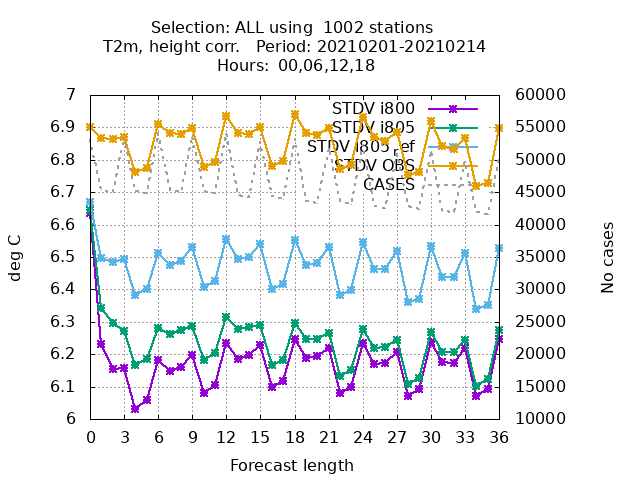 Selection: ALL using  1002 stations
T2m, height corr.   Period: 20210201-20210214
Hours:  00,06,12,18
7
6.9
6.8
6.7
6.6
6.5
6.4
6.3
6.2
6.1
6
deg C
60000
55000
50000
45000
40000
35000
30000
25000
20000
15000
10000
No cases
STDV i800
STDV i805
STDV i805_ref
STDV OBS
CASES
0 3 6 9 12 15 18 21 24 27 30 33 36
Forecast length